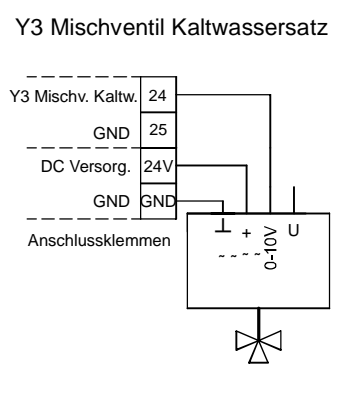 Y3 Mischventil Kaltwassersatz
Y3 Mischv. Kaltw. 24
GND 25
DC Versorg. 24V
GND GND
Anschlussklemmen
⊥ + 0-10V U
~ ~ ~ ~